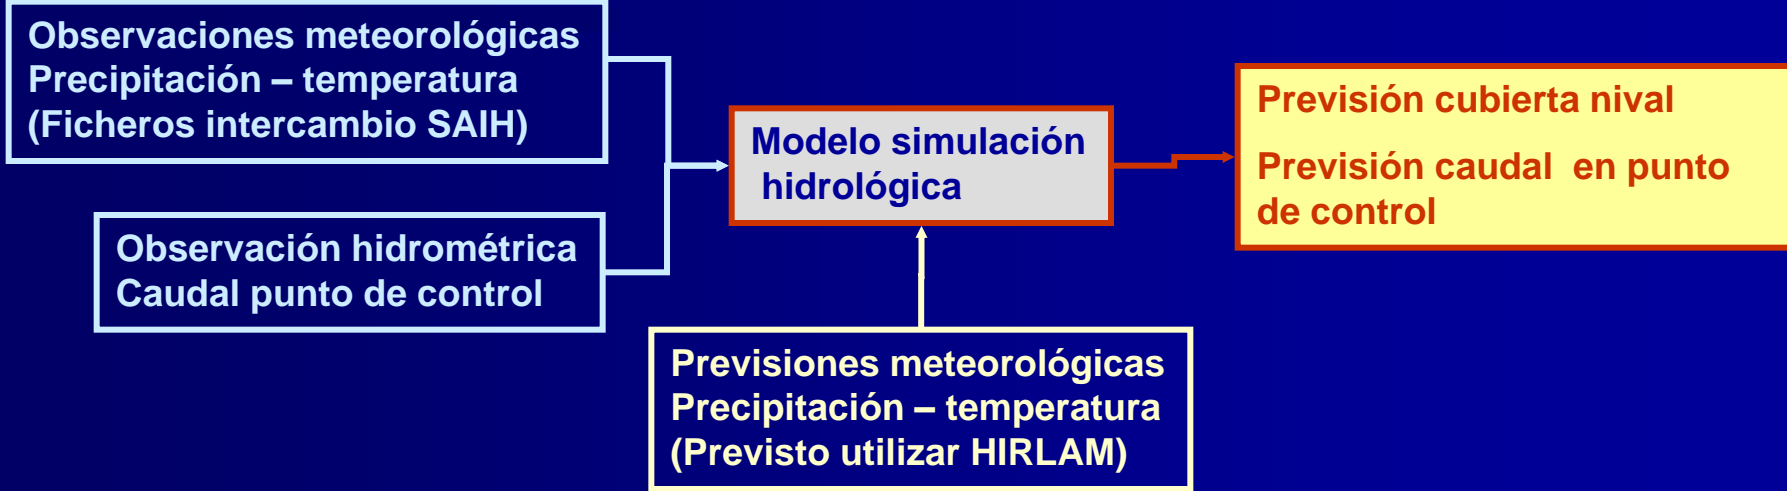 Observaciones meteorológicas
Precipitación – temperatura
(Ficheros intercambio SAIH)
Observación hidrométrica
Caudal punto de control
Modelo simulación
hidrológica
Previsiones meteorológicas
Precipitación – temperatura
(Previsto utilizar HIRLAM)
Previsión cubierta nival
Previsión caudal en punto
de control